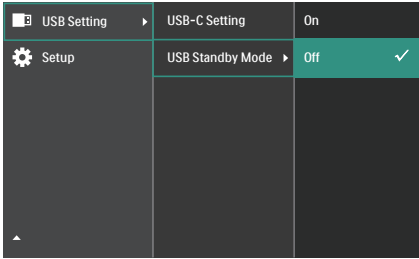 USB Setting
Setup
USB-C Setting
USB Standby Mode
On
Off